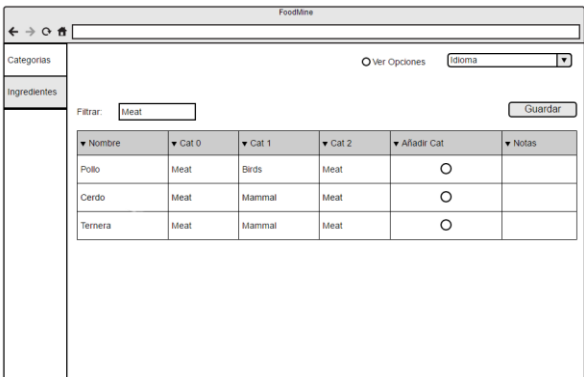 FoodMine
Categorias
Ver Opciones
Idioma
Ingredientes
Filtrar:
Meat
Guardar
Nombre Cat 0 Cat 1 Cat 2 Añadir Cat Notas
Pollo Meat Birds Meat
Cerdo Meat Mammal Meat
Ternera Meat Mammal Meat